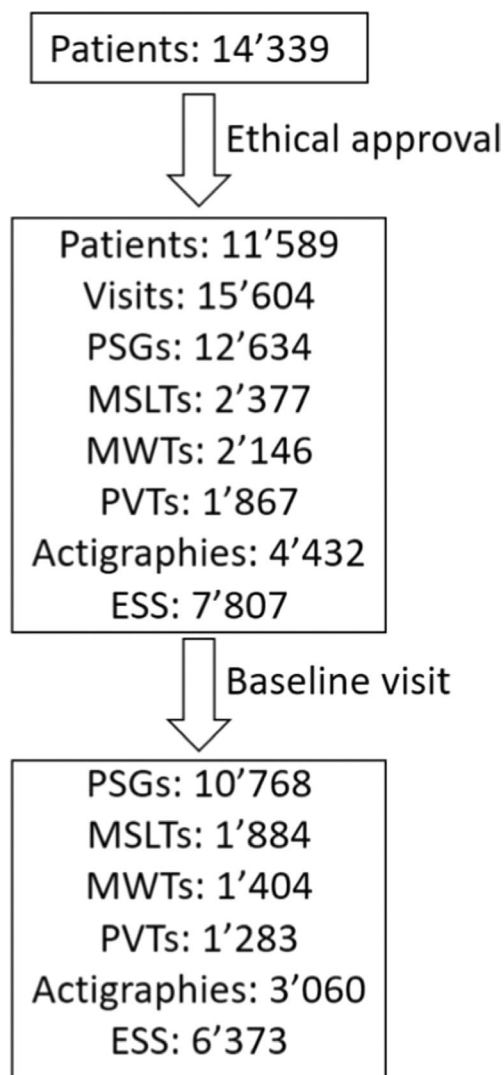 Patients: 14’339
Ethical approval
Patients: 11’589
Visits: 15’604
PSGs: 12’634
MSLTs: 2’377
MWTs: 2’146
PVTs: 1’867
Actigraphies: 4’432
ESS: 7’807
Baseline visit
PSGs: 10’768
MSLTs: 1’884
MWTs: 1’404
PVTs: 1’283
Actigraphies: 3’060
ESS: 6’373